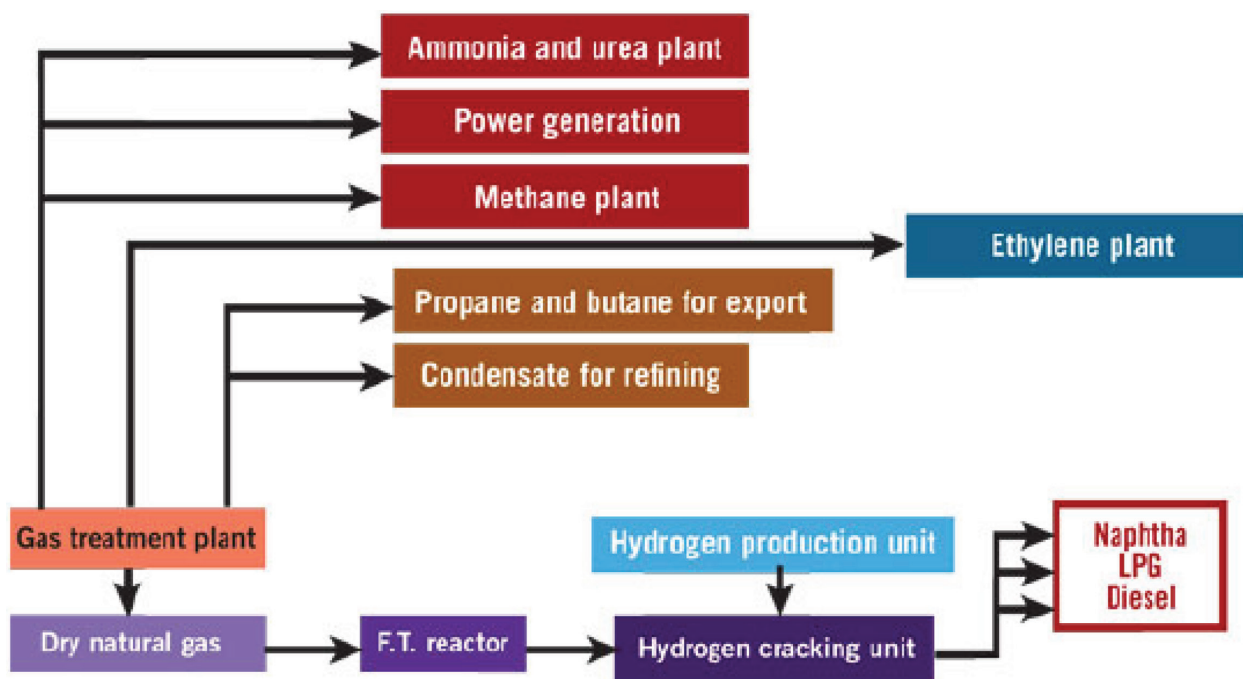 Ammonia and urea plant
Power generation
Methane plant
Ethylene plant
Propane and butane for export
Condensate for refining
Gas treatment plant
Hydrogen production unit
Naphtha
LPG
Diesel
Dry natural gas
F.T. reactor
Hydrogen cracking unit